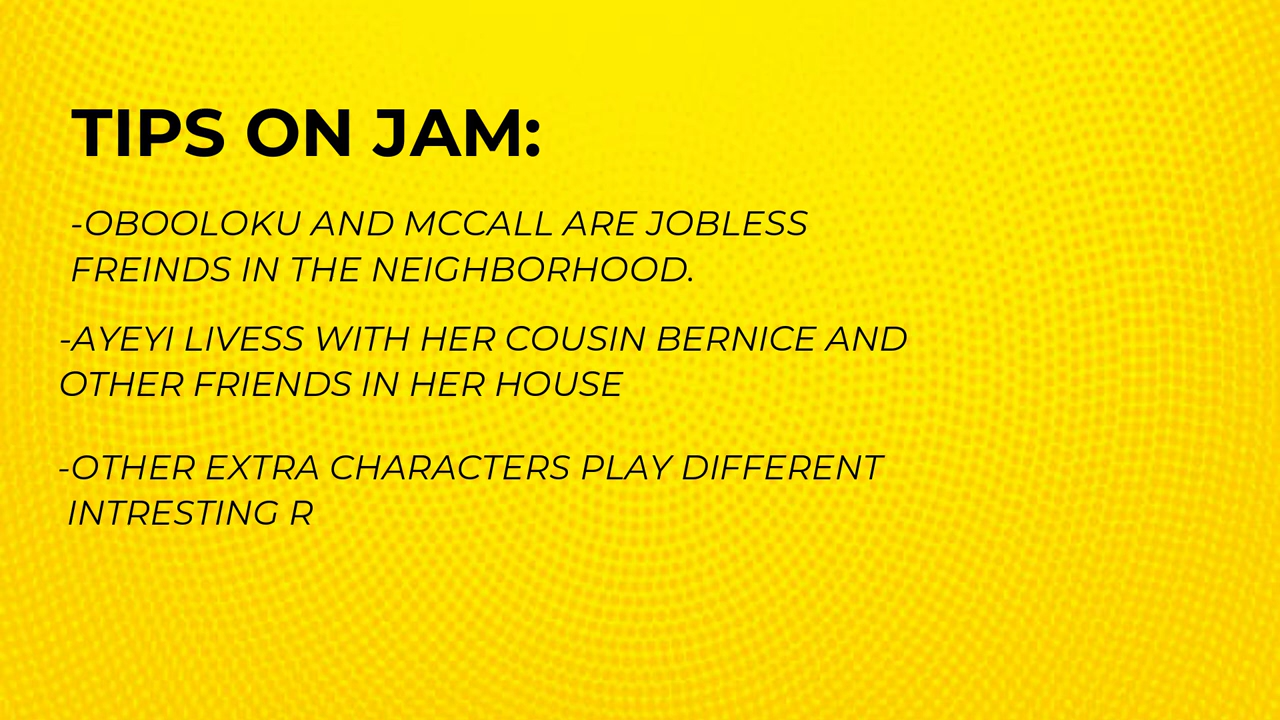 TIPS ON JAM:
-OBOOLOKU AND MCCALL ARE JOBLESS
FREINDS IN THE NEIGHBORHOOD.
-AYEYI LIVESS WITH HER COUSIN BERNICE AND
OTHER FRIENDS IN HER HOUSE
-OTHER EXTRA CHARACTERS PLAY DIFFERENT
INTRESTING R